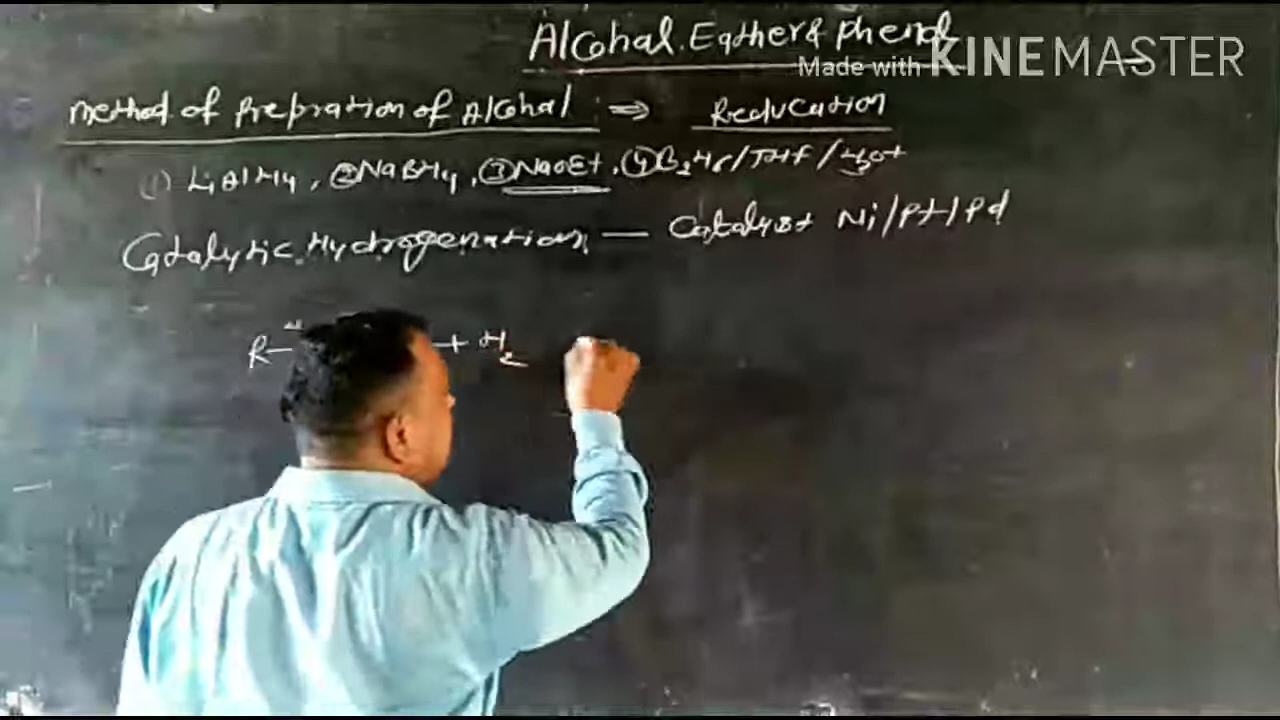 Alcohal, Eqther & phenol
Made with KINEMASTER
method of Prepration of Alcohal :⇒ Reducation
(1) LiAlH4, ②NaBH4, ③NaOEt, ④B2H6/THF/H3O+
Catalytic Hydrogenation — Catalyst Ni/Pt/Pd
R— + H2